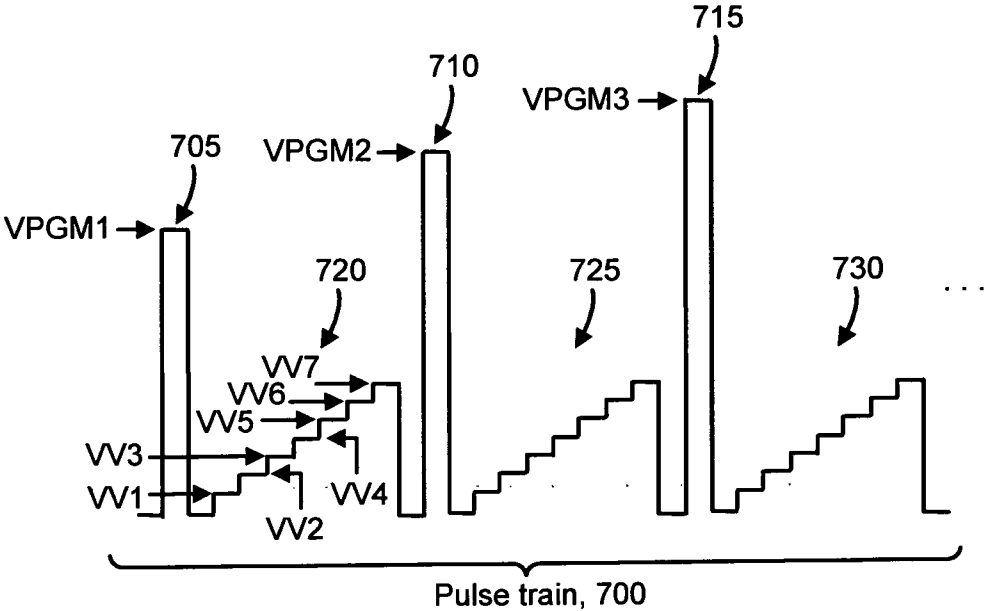 715
710
VPGM3
705
VPGM2
VPGM1
720
725
730
...
VV7
VV6
VV5
VV3
VV4
VV1
VV2
Pulse train, 700